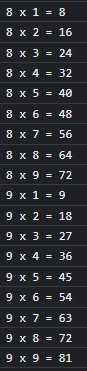 8 x 1 = 8
8 x 2 = 16
8 x 3 = 24
8 x 4 = 32
8 x 5 = 40
8 x 6 = 48
8 x 7 = 56
8 x 8 = 64
8 x 9 = 72
9 x 1 = 9
9 x 2 = 18
9 x 3 = 27
9 x 4 = 36
9 x 5 = 45
9 x 6 = 54
9 x 7 = 63
9 x 8 = 72
9 x 9 = 81